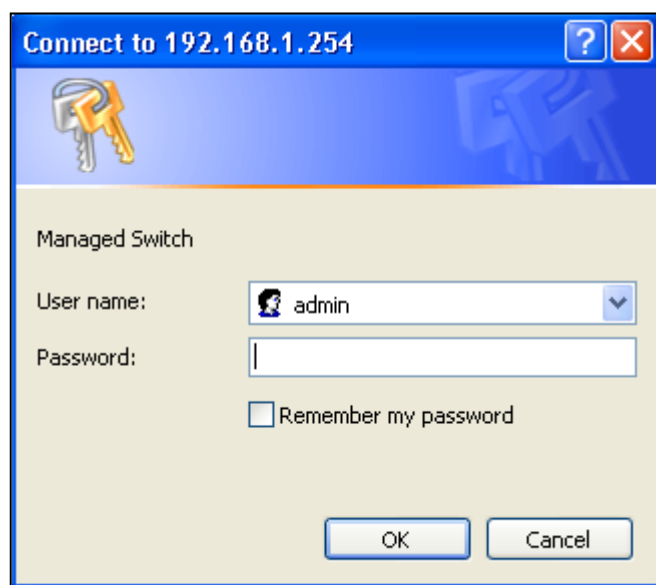 Connect to 192.168.1.254
?
Managed Switch
User name:
admin
Password:
Remember my password
OK
Cancel